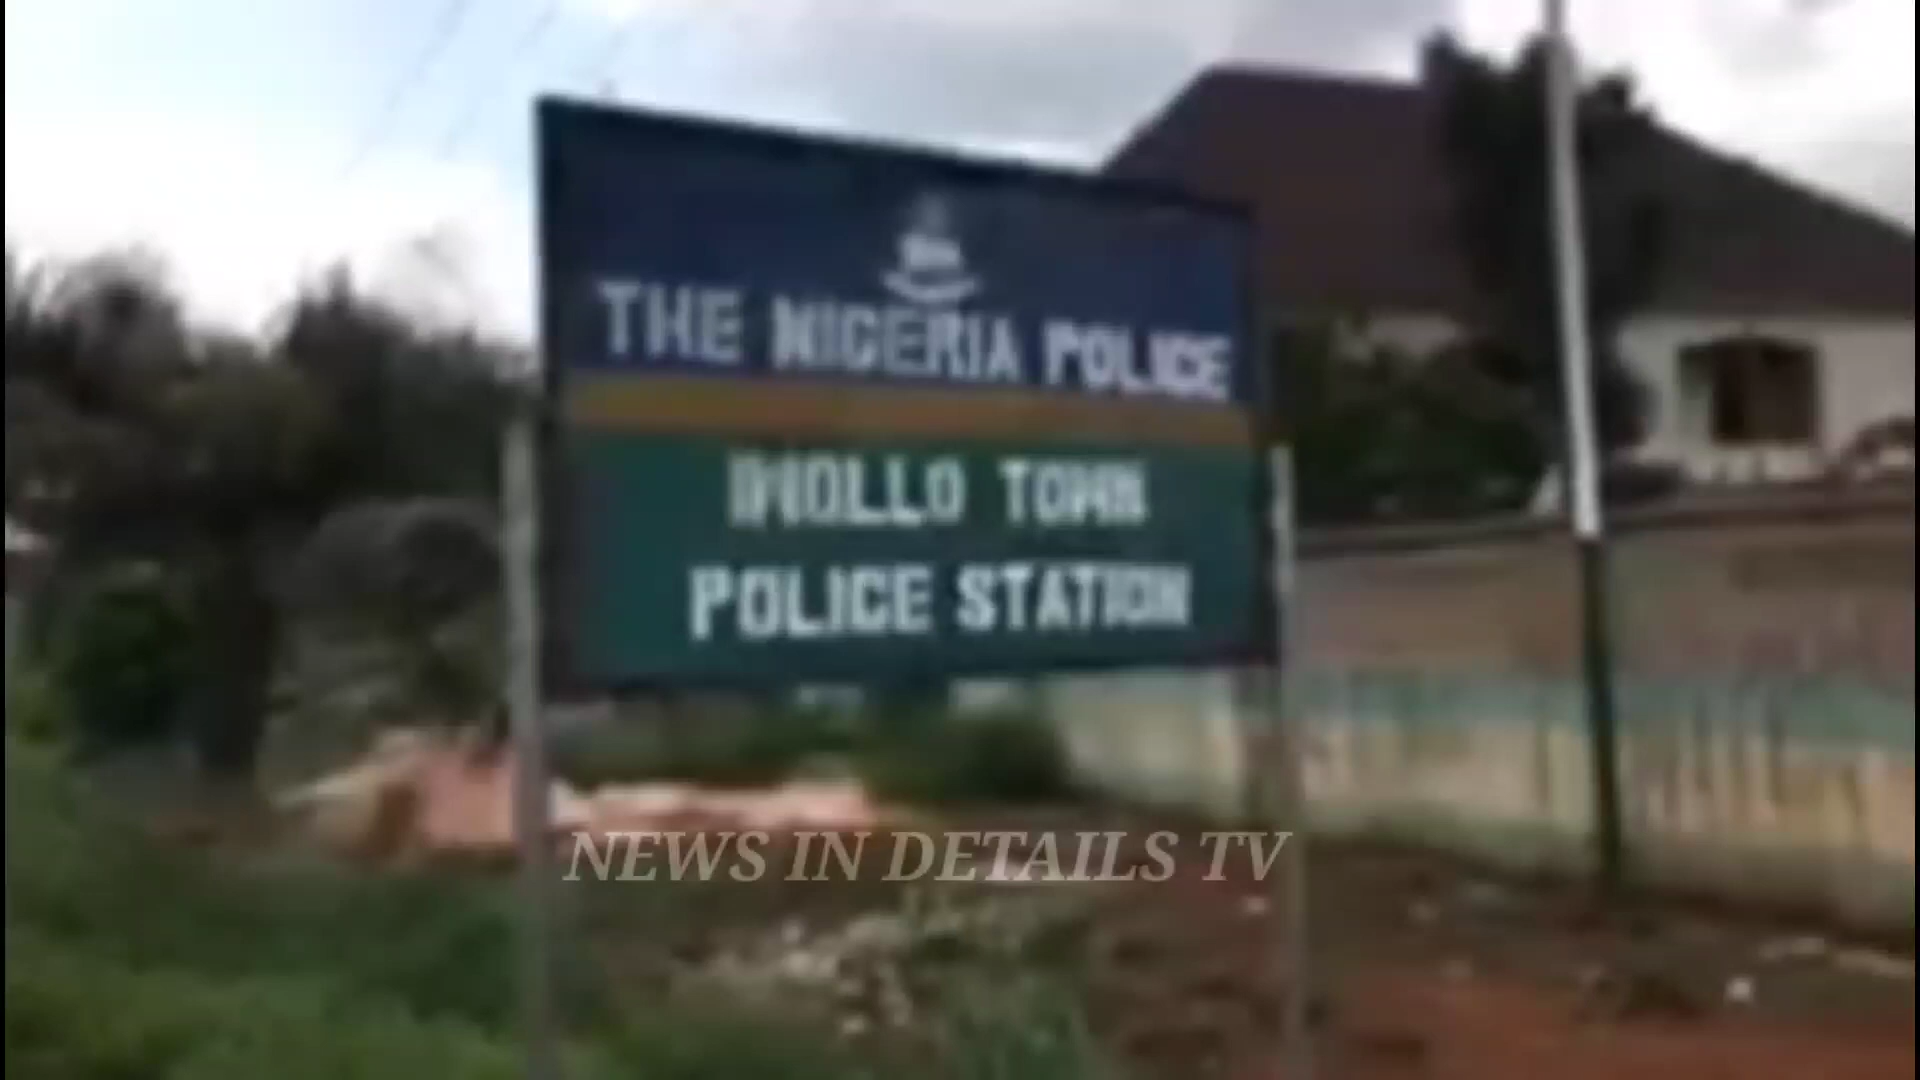 THE NIGERIA POLICE
TOWN
POLICE STATION
NEWS IN DETAILS TV